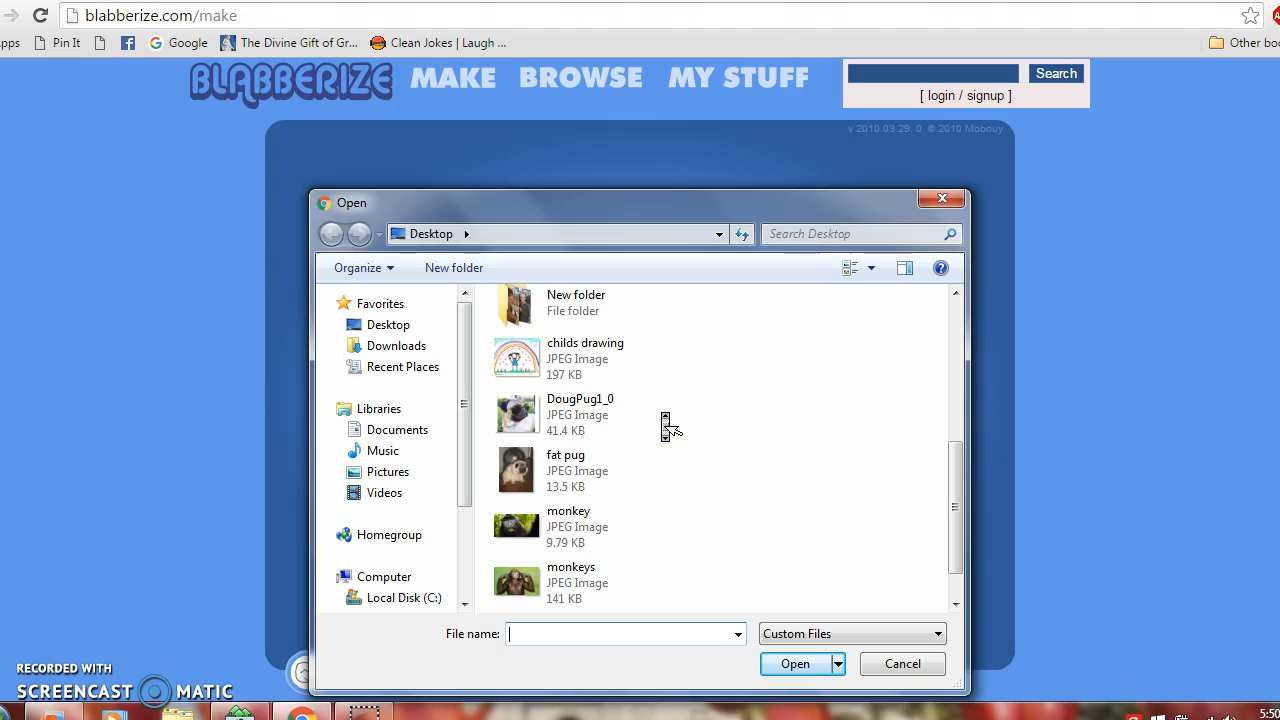 blabberize.com/make
pps Pin It Google The Divine Gift of Gr... Clean Jokes | Laugh ... Other boo
BLABBERIZE MAKE BROWSE MY STUFF Search
[ login / signup ]
v 2010.03.29. 0 © 2010 Mobouy
Open
Desktop Search Desktop
Organize New folder
Favorites
Desktop
Downloads
Recent Places
Libraries
Documents
Music
Pictures
Videos
Homegroup
Computer
Local Disk (C:)
New folder
File folder
childs drawing
JPEG Image
197 KB
DougPug1_0
JPEG Image
41.4 KB
fat pug
JPEG Image
13.5 KB
monkey
JPEG Image
9.79 KB
monkeys
JPEG Image
141 KB
File name: Custom Files
Open Cancel
RECORDED WITH
SCREENCAST MATIC
5:50